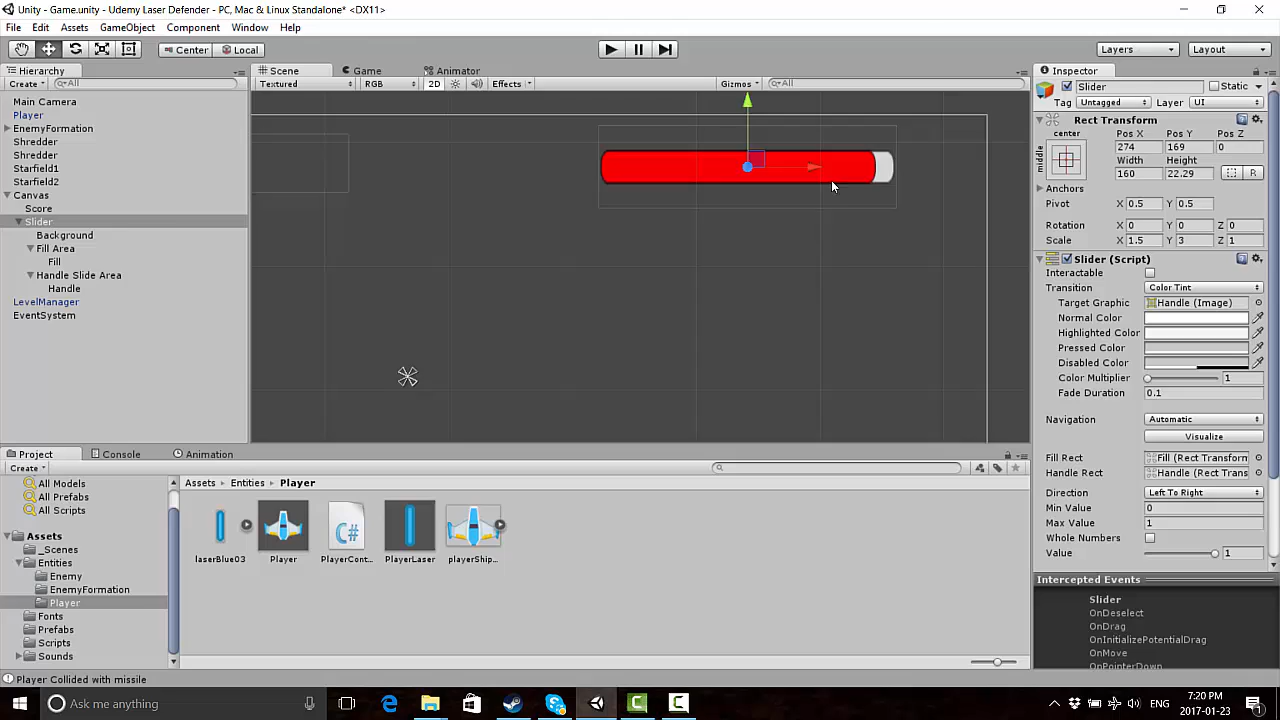 Unity - Game.unity - Udemy Laser Defender - PC, Mac & Linux Standalone* <DX11>
File Edit Assets GameObject Component Window Help
Center Local Layers Layout
Hierarchy Scene Game Animator Inspector
Create All Textured RGB 2D Effects Gizmos All Slider Static
Main Camera Tag Untagged Layer UI
Player Rect Transform
EnemyFormation center Pos X Pos Y Pos Z
Shredder middle 274 169 0
Shredder Width Height
Starfield1 160 22.29 R
Starfield2 Anchors
Canvas Pivot X 0.5 Y 0.5
Score
Slider Rotation X 0 Y 0 Z 0
Background Scale X 1.5 Y 3 Z 1
Fill Area Slider (Script)
Fill Interactable
Handle Slide Area Transition Color Tint
Handle Target Graphic Handle (Image)
LevelManager Normal Color
EventSystem Highlighted Color
Pressed Color
Disabled Color
Color Multiplier 1
Fade Duration 0.1
Navigation Automatic
Visualize
Project Console Animation Fill Rect Fill (Rect Transform
Create Handle Rect Handle (Rect Trans
All Models Assets Entities Player
All Prefabs Direction Left To Right
All Scripts Min Value 0
Assets Max Value 1
_Scenes Whole Numbers
Entities laserBlue03 Player PlayerCont... PlayerLaser playerShip... Value 1
Enemy Intercepted Events
EnemyFormation Slider
Player OnDeselect
Fonts OnDrag
Prefabs OnInitializePotentialDrag
Scripts OnMove
Sounds OnPointerDown
Player Collided with missile
Ask me anything 7:20 PM
2017-01-23